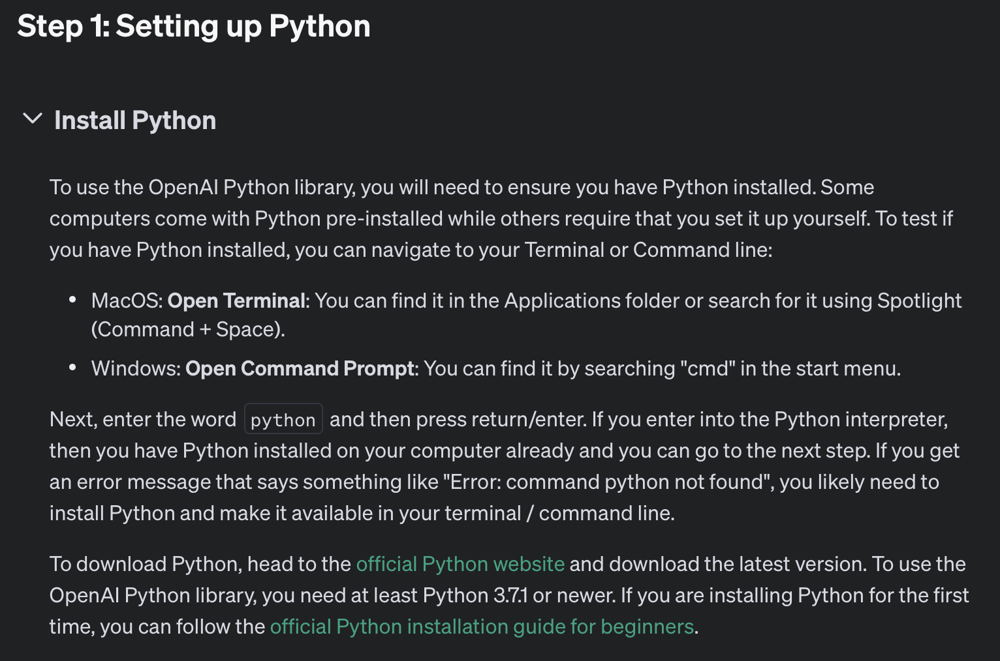 Step 1: Setting up Python
Install Python
To use the OpenAI Python library, you will need to ensure you have Python installed. Some
computers come with Python pre-installed while others require that you set it up yourself. To test if
you have Python installed, you can navigate to your Terminal or Command line:
• MacOS: Open Terminal: You can find it in the Applications folder or search for it using Spotlight
(Command + Space).
• Windows: Open Command Prompt: You can find it by searching "cmd" in the start menu.
Next, enter the word python and then press return/enter. If you enter into the Python interpreter,
then you have Python installed on your computer already and you can go to the next step. If you get
an error message that says something like "Error: command python not found", you likely need to
install Python and make it available in your terminal / command line.
To download Python, head to the official Python website and download the latest version. To use the
OpenAI Python library, you need at least Python 3.7.1 or newer. If you are installing Python for the first
time, you can follow the official Python installation guide for beginners.